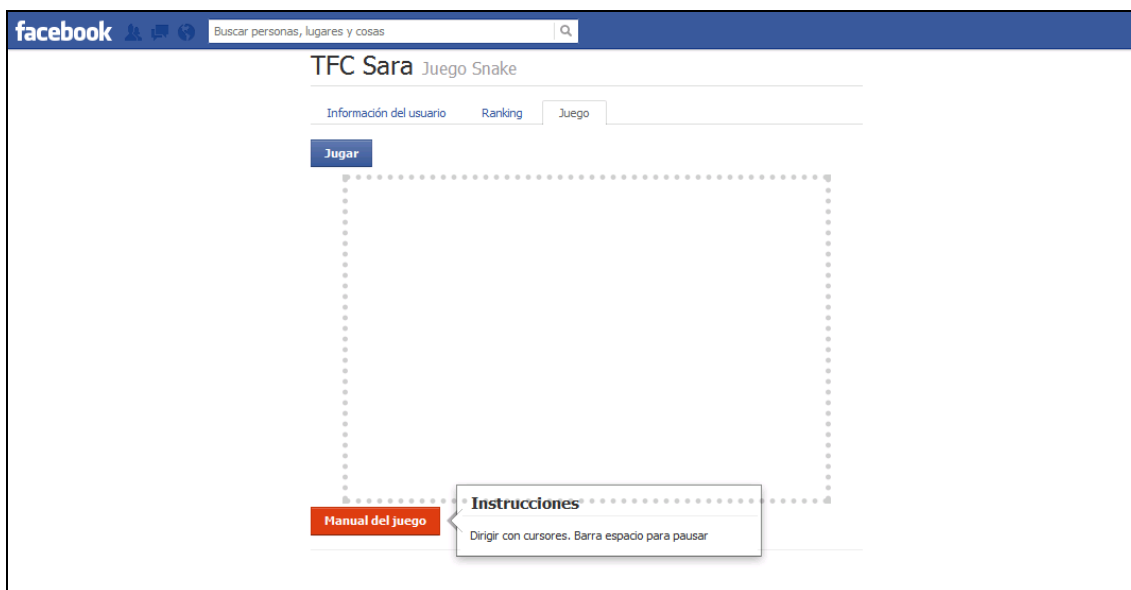 facebook Buscar personas, lugares y cosas
TFC Sara Juego Snake
Información del usuario Ranking Juego
Jugar
Instrucciones
Manual del juego
Dirigir con cursores. Barra espacio para pausar